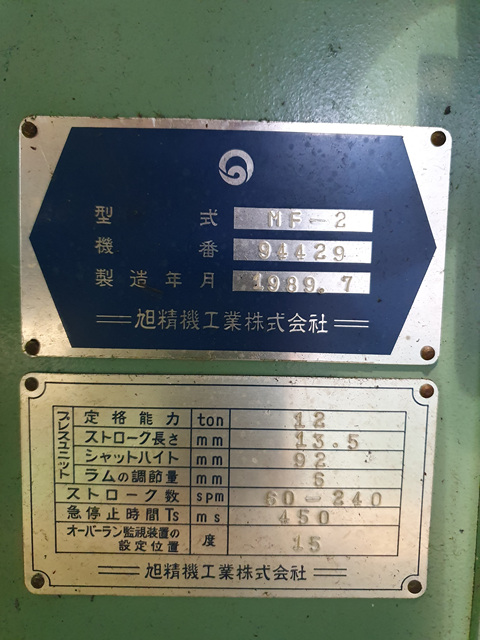 型式 MF-2
機番 94429
製造年月 1989.7
旭精機工業株式会社
プレスユニット
定格能力 ton 12
ストローク長さ mm 13.5
シャットハイト mm 92
ラムの調節量 mm 6
ストローク数 spm 60-240
急停止時間Ts ms 450
オーバーラン監視装置の
設定位置 度 15
旭精機工業株式会社